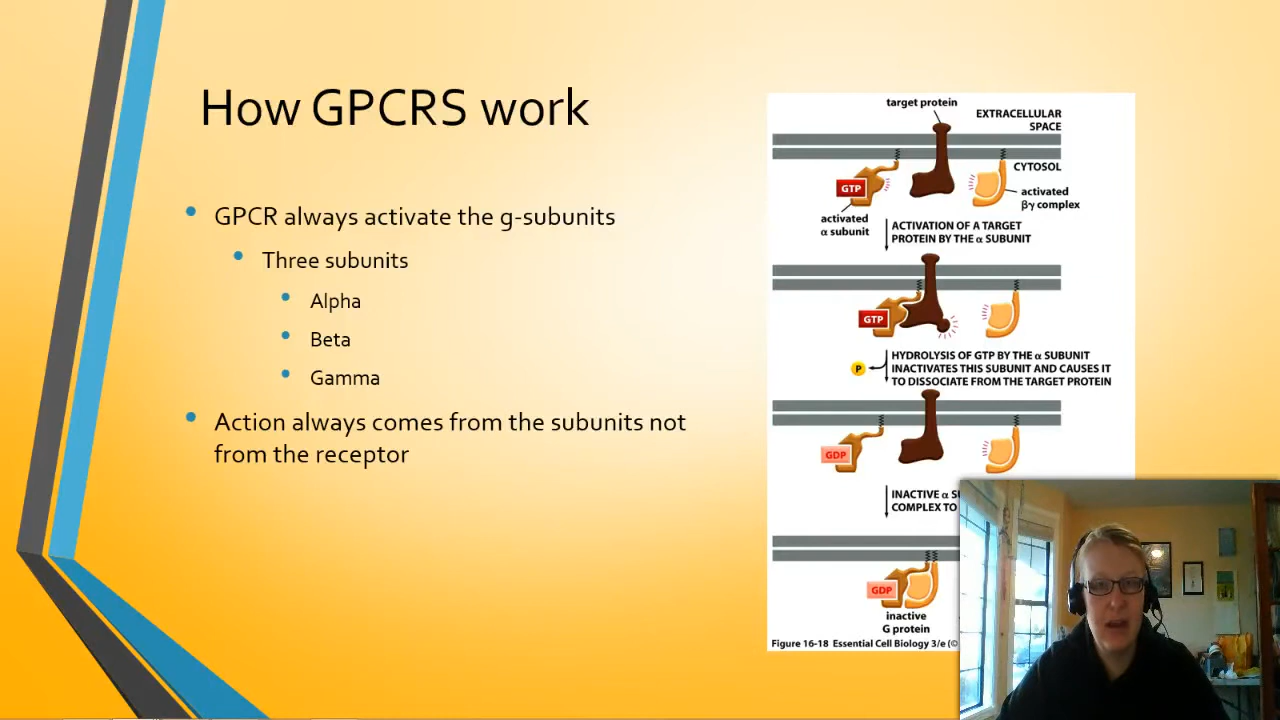 How GPCRS work
GPCR always activate the g-subunits
Three subunits
Alpha
Beta
Gamma
Action always comes from the subunits not
from the receptor
target protein
EXTRACELLULAR
SPACE
CYTOSOL
GTP
activated
α subunit
activated
βγ complex
ACTIVATION OF A TARGET
PROTEIN BY THE α SUBUNIT
GTP
P
HYDROLYSIS OF GTP BY THE α SUBUNIT
INACTIVATES THIS SUBUNIT AND CAUSES IT
TO DISSOCIATE FROM THE TARGET PROTEIN
GDP
INACTIVE α
COMPLEX TO
GDP
inactive
G protein
Figure 16-18 Essential Cell Biology 3/e (©